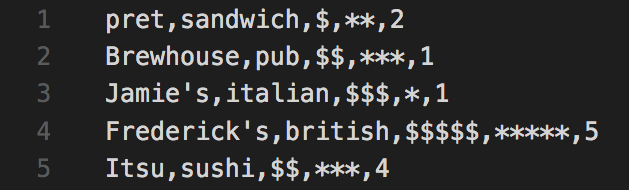 1 pret,sandwich,$,**,2
2 Brewhouse,pub,$$,***,1
3 Jamie's,italian,$$$,*,1
4 Frederick's,british,$$$$$,*****,5
5 Itsu,sushi,$$,***,4